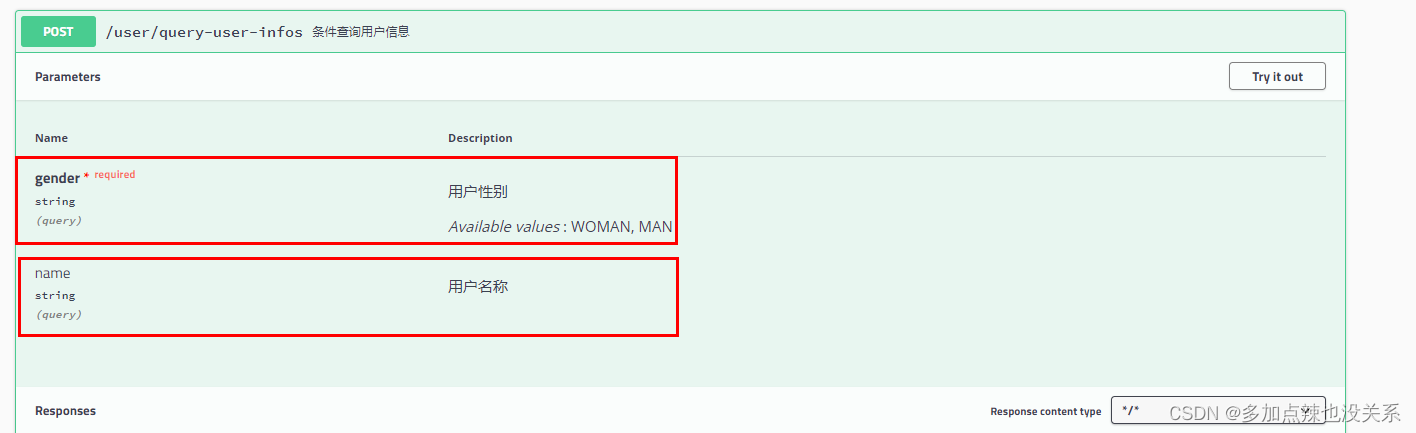 POST /user/query-user-infos 条件查询用户信息
Parameters Try it out
Name Description
gender * required
string
(query)
用户性别
Available values : WOMAN, MAN
name
string
(query)
用户名称
Responses Response content type */*
CSDN @多加点辣也没关系